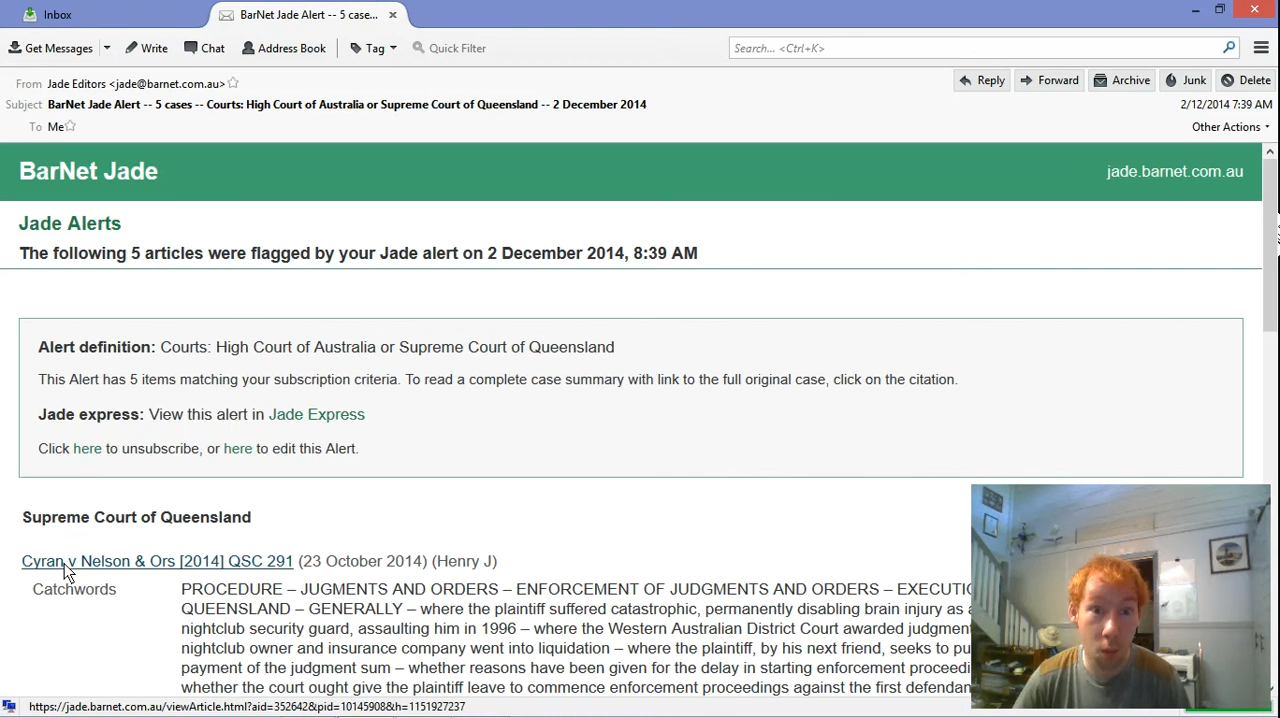 Inbox
BarNet Jade Alert -- 5 case...
Get Messages Write Chat Address Book Tag Quick Filter Search... <Ctrl+K>
From Jade Editors <jade@barnet.com.au> Reply Forward Archive Junk Delete
Subject BarNet Jade Alert -- 5 cases -- Courts: High Court of Australia or Supreme Court of Queensland -- 2 December 2014 2/12/2014 7:39 AM
To Me Other Actions
BarNet Jade jade.barnet.com.au
Jade Alerts
The following 5 articles were flagged by your Jade alert on 2 December 2014, 8:39 AM
Alert definition: Courts: High Court of Australia or Supreme Court of Queensland
This Alert has 5 items matching your subscription criteria. To read a complete case summary with link to the full original case, click on the citation.
Jade express: View this alert in Jade Express
Click here to unsubscribe, or here to edit this Alert.
Supreme Court of Queensland
Cyran v Nelson & Ors [2014] QSC 291 (23 October 2014) (Henry J)
Catchwords PROCEDURE – JUGMENTS AND ORDERS – ENFORCEMENT OF JUDGMENTS AND ORDERS – EXECUTIO
QUEENSLAND – GENERALLY – where the plaintiff suffered catastrophic, permanently disabling brain injury as a
nightclub security guard, assaulting him in 1996 – where the Western Australian District Court awarded judgment
nightclub owner and insurance company went into liquidation – where the plaintiff, by his next friend, seeks to pu
payment of the judgment sum – whether reasons have been given for the delay in starting enforcement proceedi
whether the court ought give the plaintiff leave to commence enforcement proceedings against the first defendan
https://jade.barnet.com.au/viewArticle.html?aid=352642&pid=10145908&h=1151927237